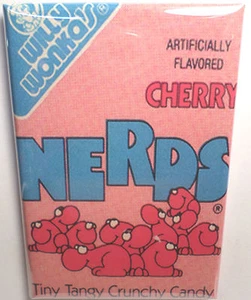 WILLY
WONKA'S®
ARTIFICIALLY
FLAVORED
CHERRY
NERDS®
Tiny Tangy Crunchy Candy